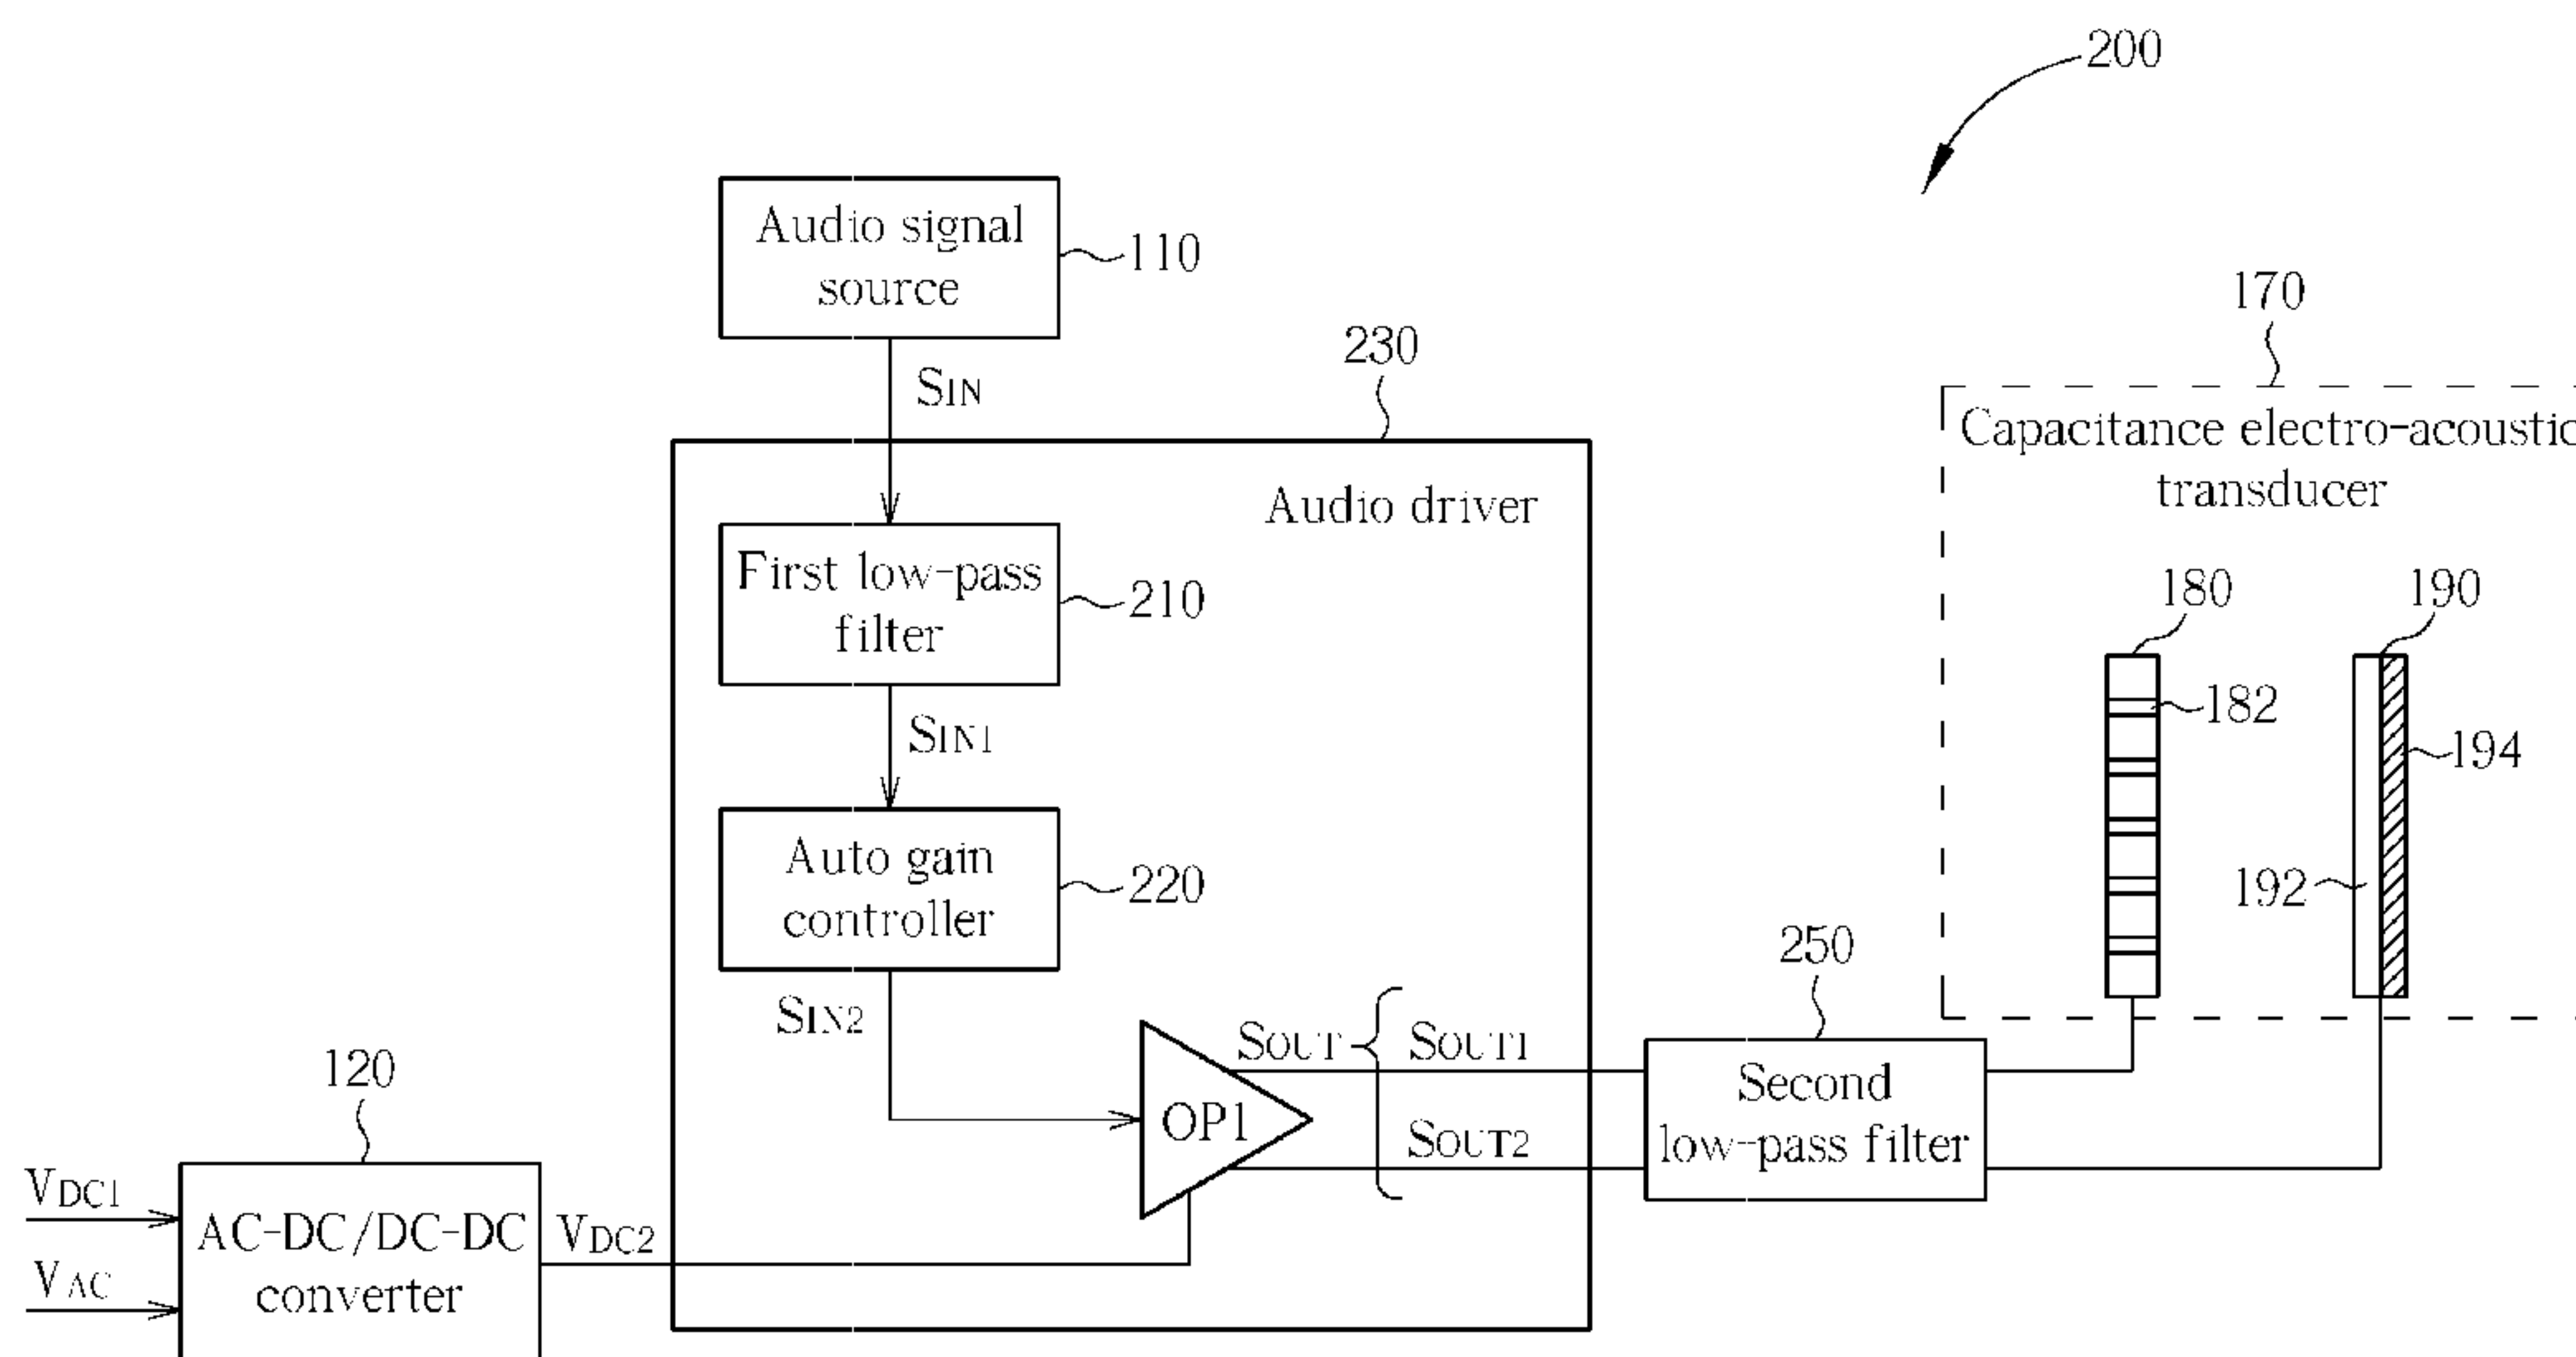 200
Audio signal
source
110
SIN
230
170
Capacitance electro-acoustic
transducer
Audio driver
First low-pass
filter
210
180
190
182
194
192
SIN1
Auto gain
controller
220
SIN2
250
SOUT
SOUT1
SOUT2
OP1
Second
low-pass filter
120
VDC1
VAC
AC-DC/DC-DC
converter
VDC2